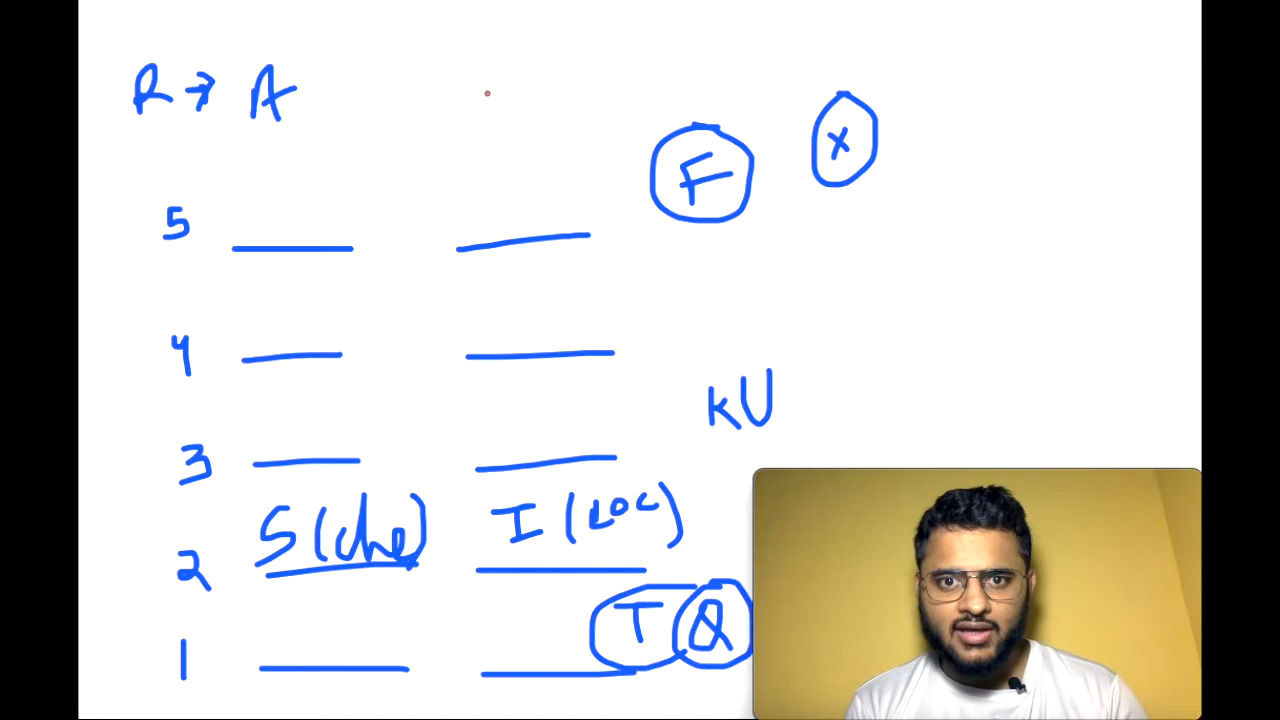 R → A
F
X
5
4
kU
3
S (che) I (Loc)
2
T Q
1